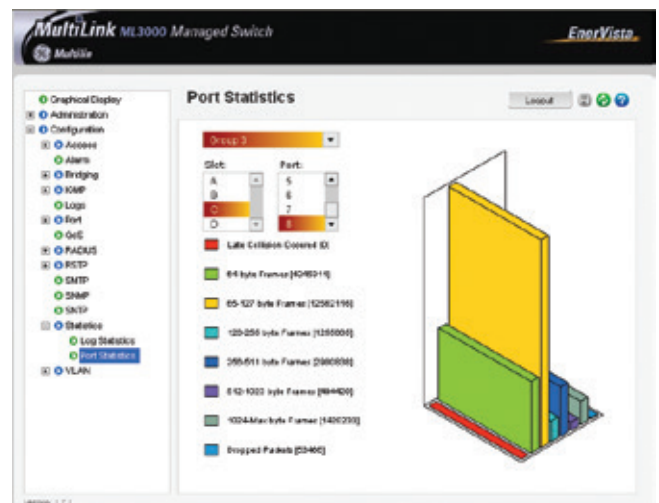 MultiLink ML3000 Managed Switch
EnerVista
Multilin
Port Statistics
Logout
Graphical Display
Administration
Configuration
Access
Alarm
Bridging
IGMP
Logs
Port
QoS
RADIUS
RSTP
SMTP
SNMP
SNTP
Statistics
Log Statistics
Port Statistics
VLAN
Group 3
Slot:
Port:
A
B
C
D
5
6
7
8
Late Collision Occured [0]
64 byte Frames
65-127 byte Frames
128-255 byte Frames
256-511 byte Frames
512-1023 byte Frames
1024-Max byte Frames
Dropped Packets